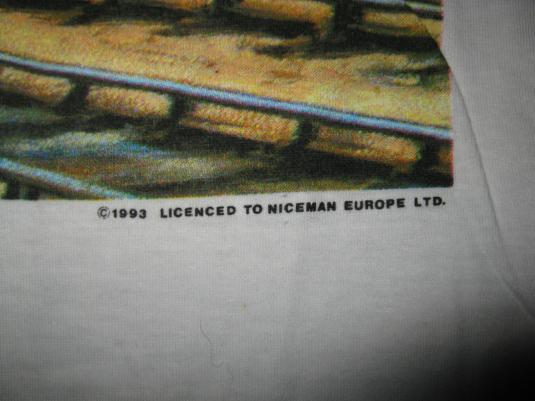 ©1993 LICENCED TO NICEMAN EUROPE LTD.